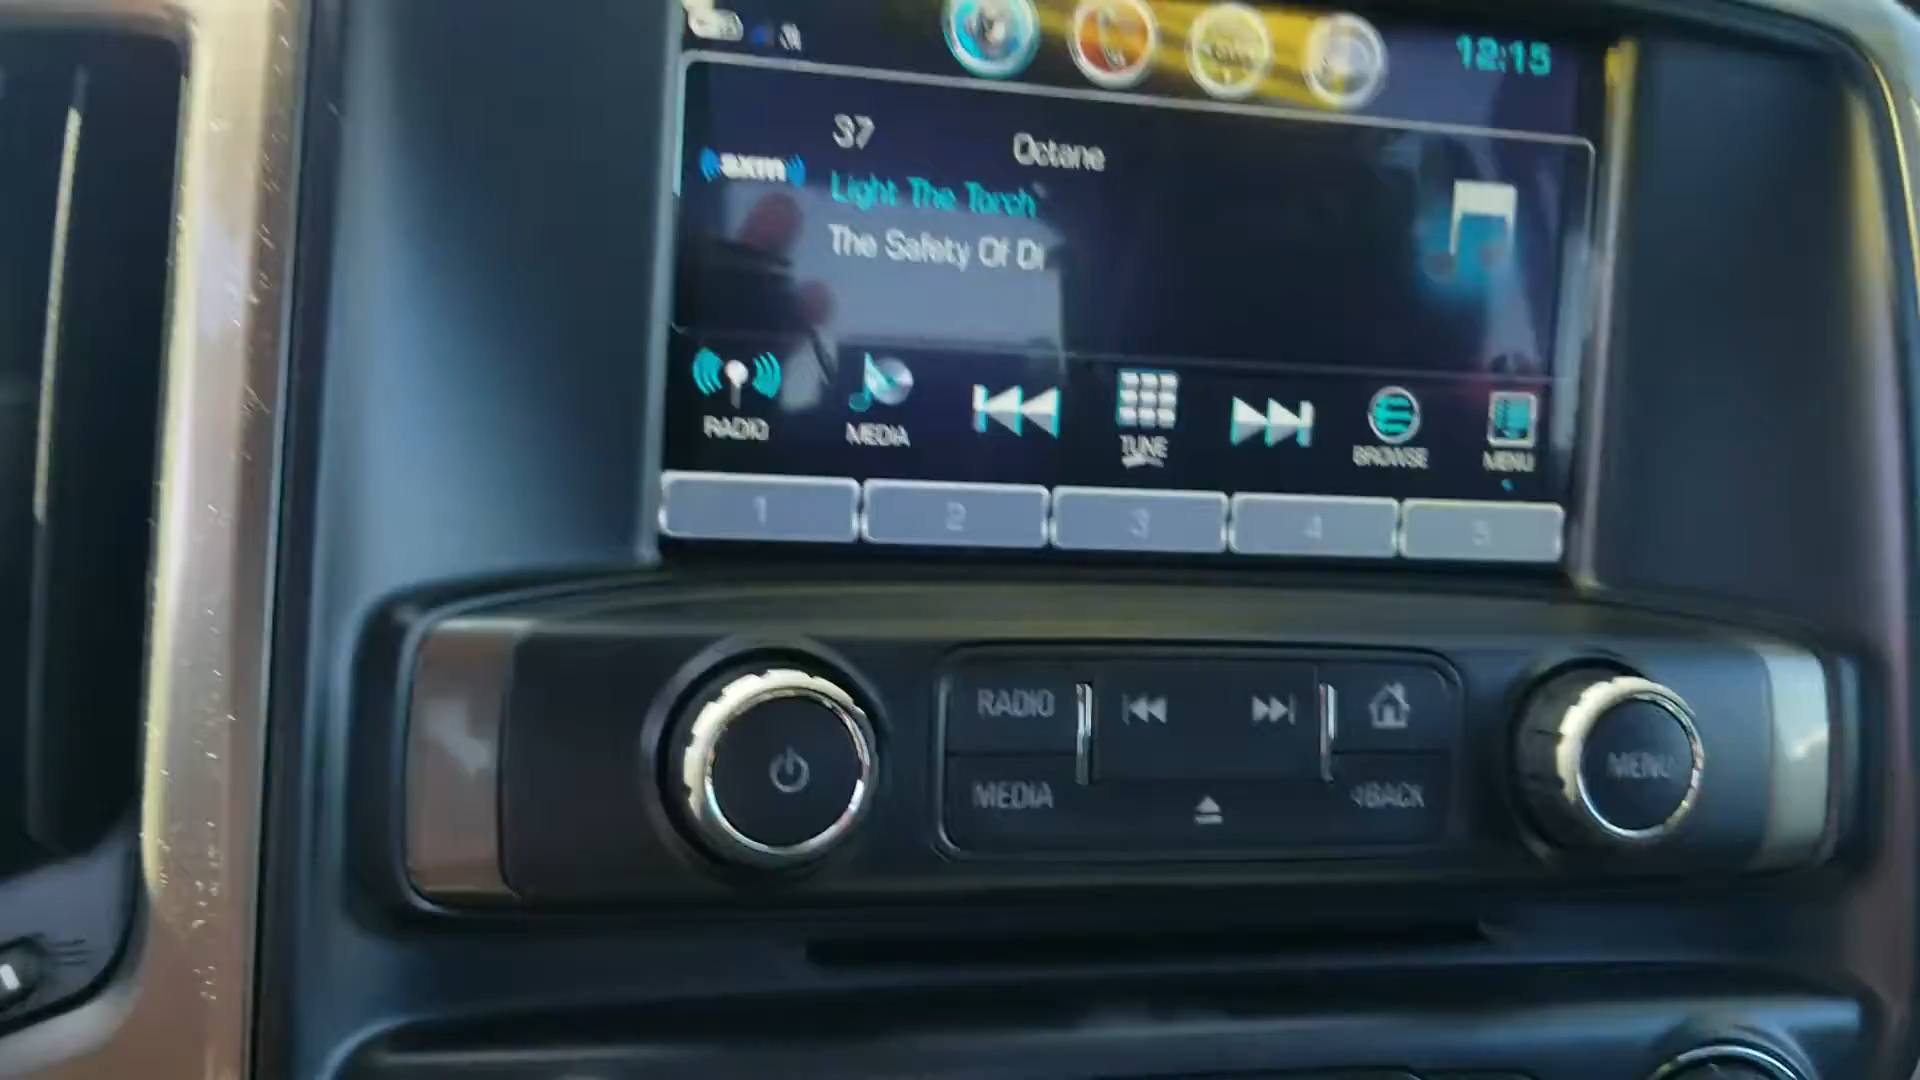 12:15
37 Octane
sxm
Light The Torch
The Safety Of Di
RADIO MEDIA TUNE BROWSE MENU
1 2 3 4 5
RADIO
MEDIA BACK
MENU